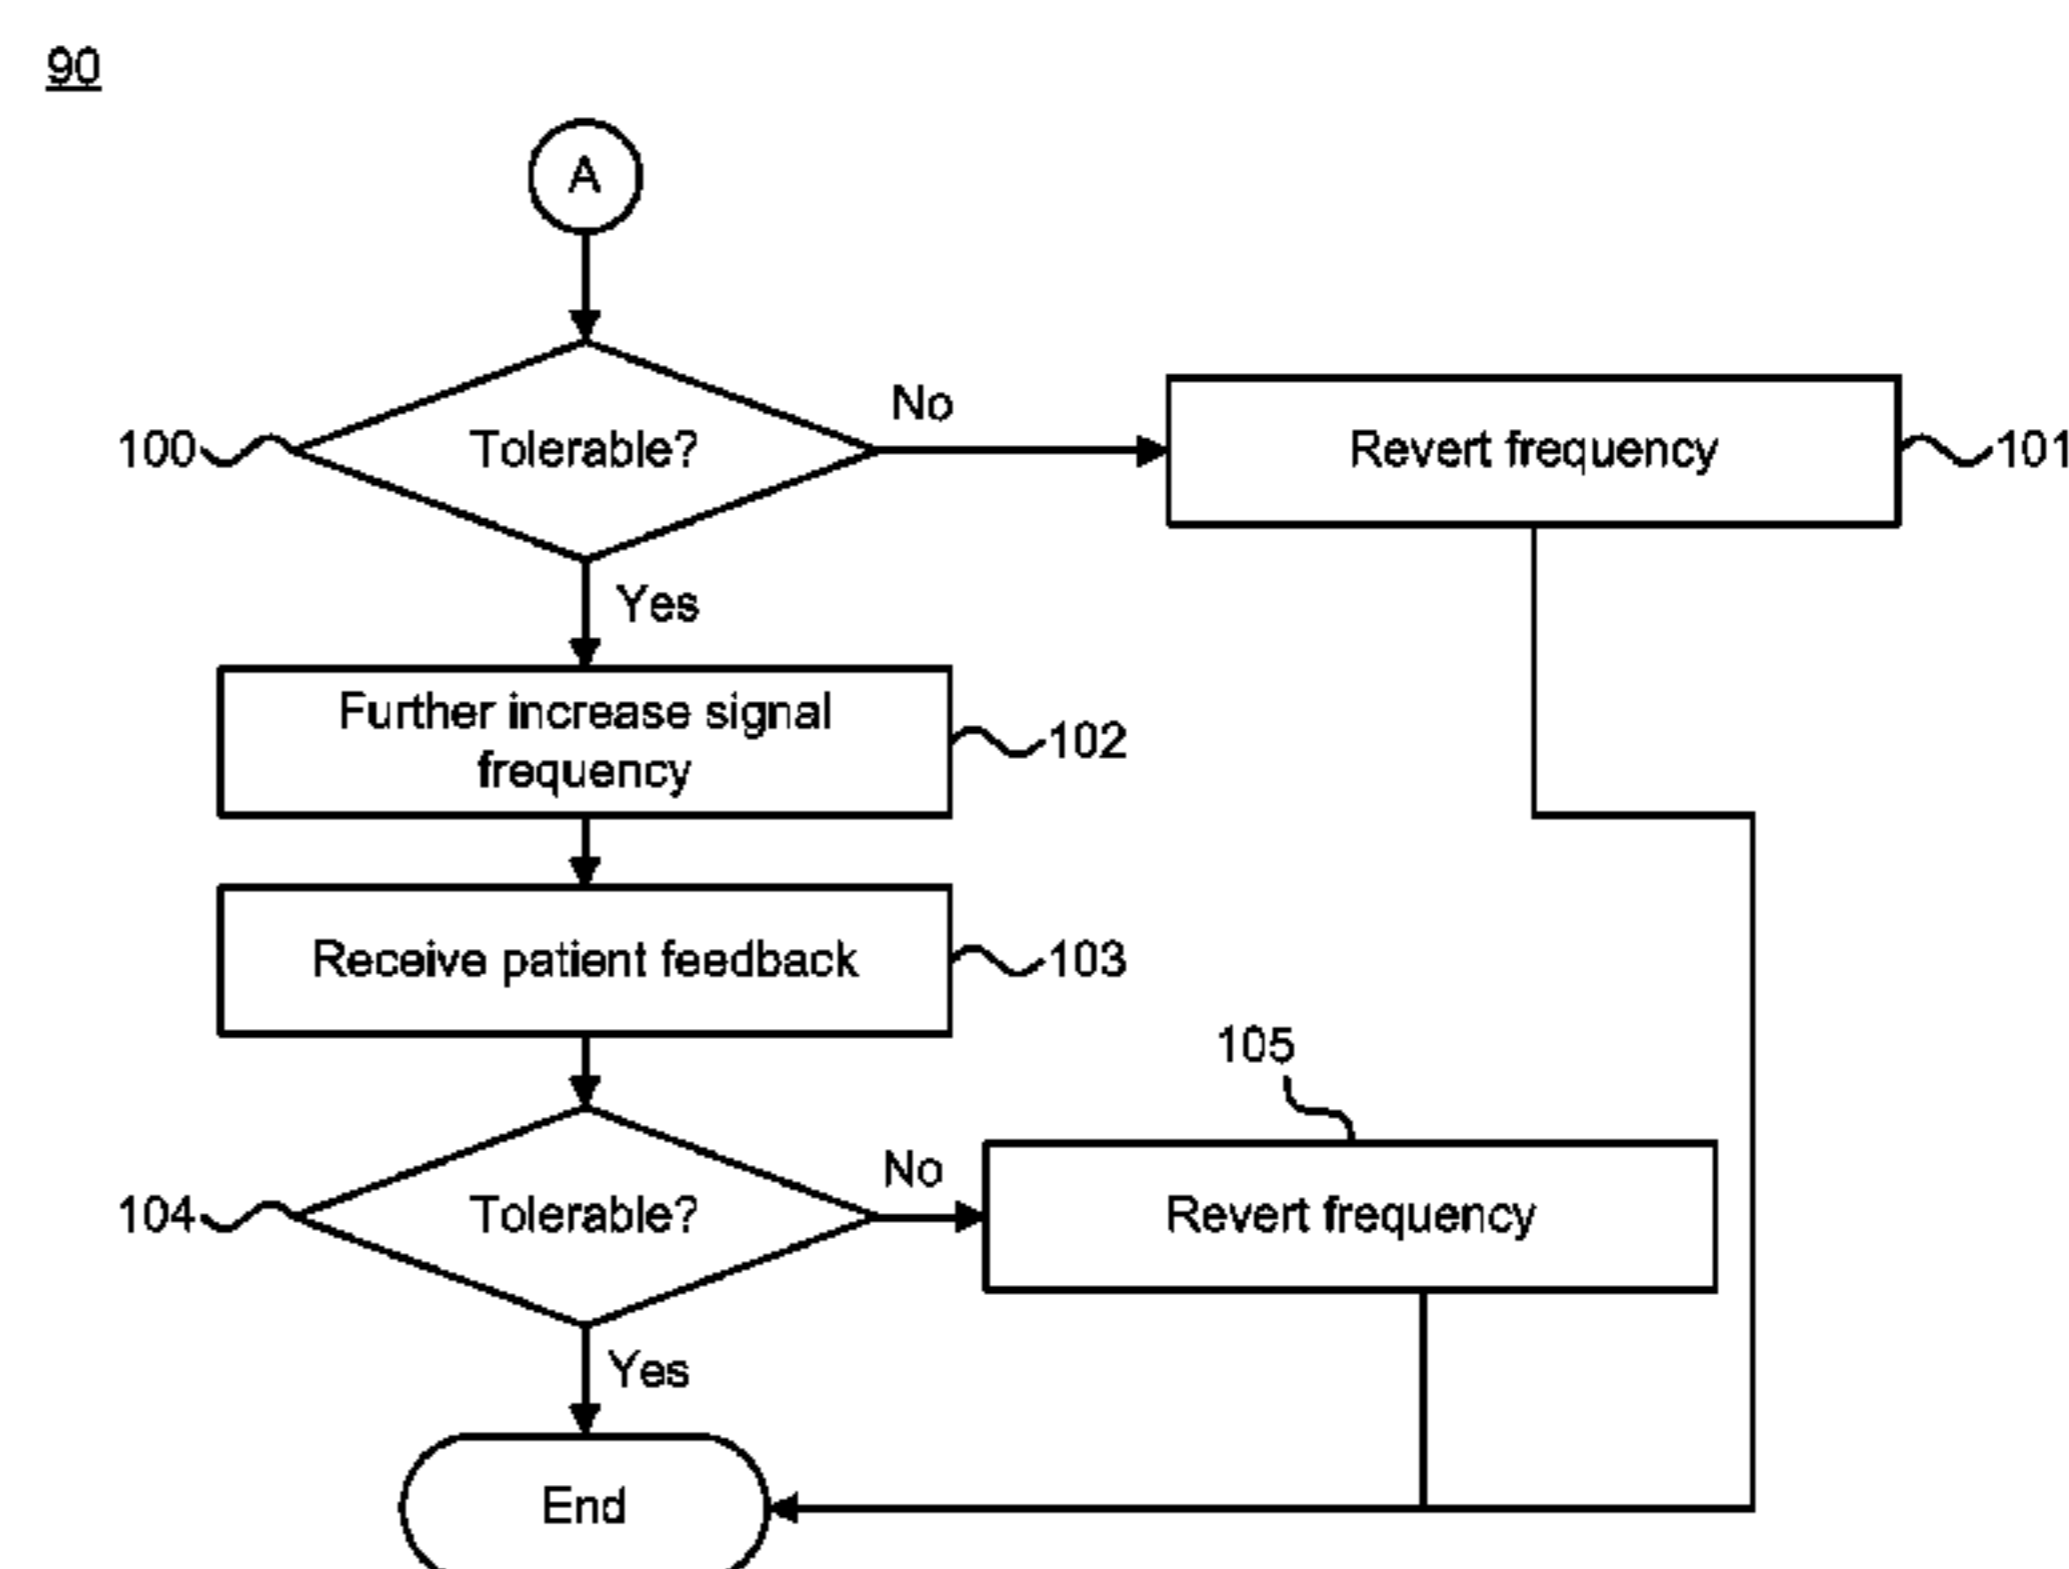 90
A
No
100
Tolerable?
Revert frequency
101
Yes
Further increase signal
frequency
102
Receive patient feedback
103
105
No
104
Tolerable?
Revert frequency
Yes
End